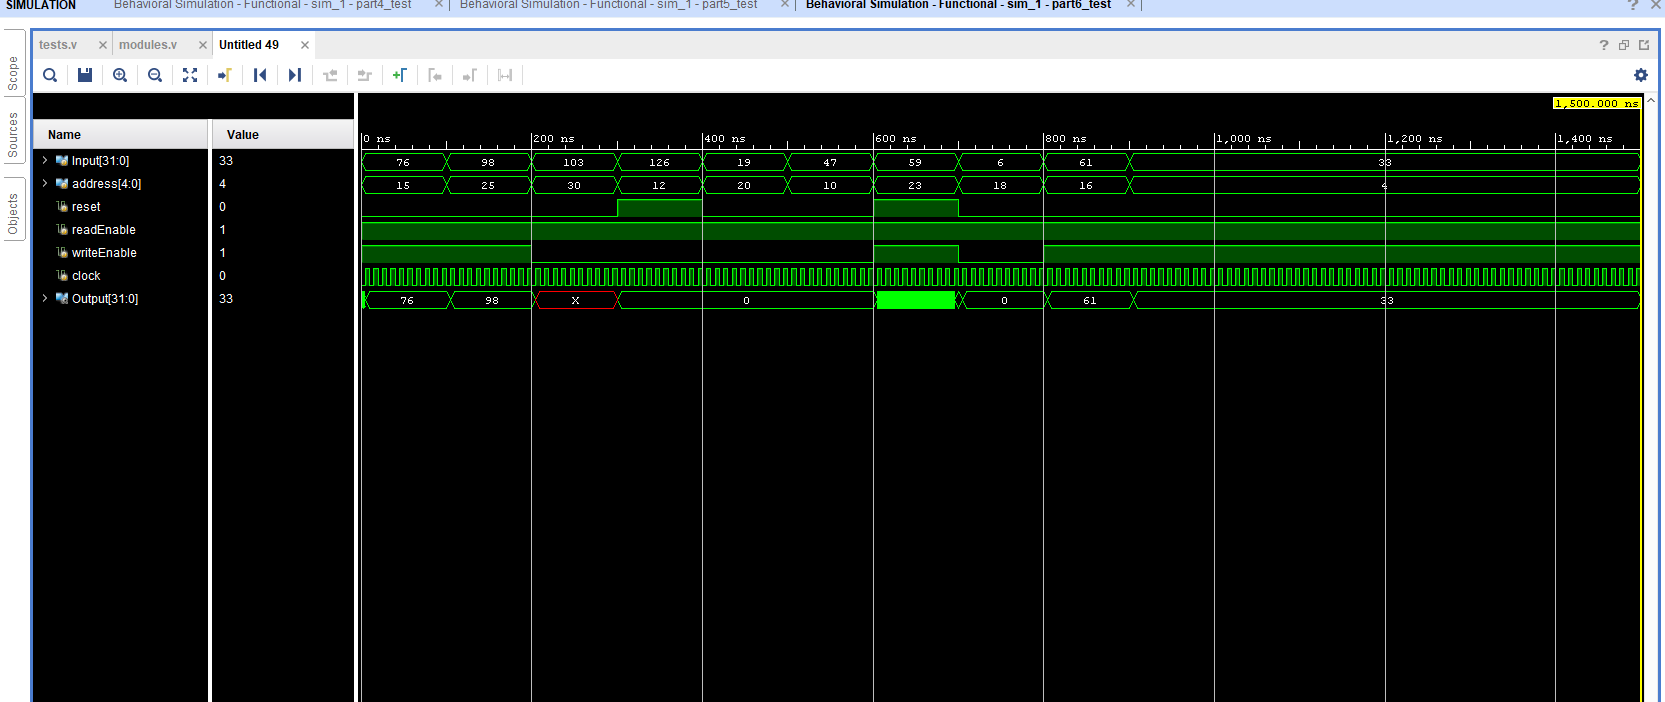 SIMULATION Behavioral Simulation - Functional - sim_1 - part4_test Behavioral Simulation - Functional - sim_1 - part5_test Behavioral Simulation - Functional - sim_1 - part6_test ?
tests.v modules.v Untitled 49 ?
Scope
Sources
Objects
1,500.000 ns
Name Value 0 ns 200 ns 400 ns 600 ns 800 ns 1,000 ns 1,200 ns 1,400 ns
Input[31:0] 33 76 98 103 126 19 47 59 6 61 33
address[4:0] 4 15 25 30 12 20 10 23 18 16 4
reset 0
readEnable 1
writeEnable 1
clock 0
Output[31:0] 33 76 98 X 0 0 61 33